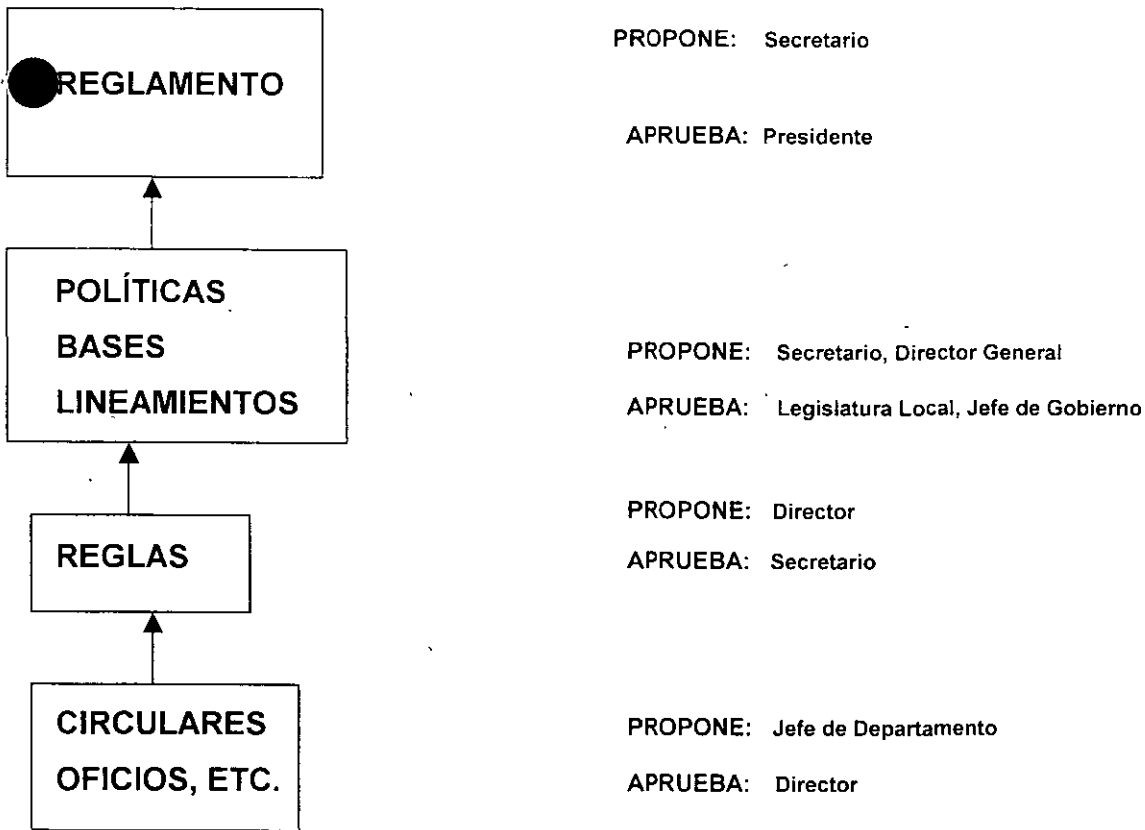 REGLAMENTO
PROPONE: Secretario
APRUEBA: Presidente
POLÍTICAS
BASES
LINEAMIENTOS
PROPONE: Secretario, Director General
APRUEBA: Legislatura Local, Jefe de Gobierno
REGLAS
PROPONE: Director
APRUEBA: Secretario
CIRCULARES
OFICIOS, ETC.
PROPONE: Jefe de Departamento
APRUEBA: Director